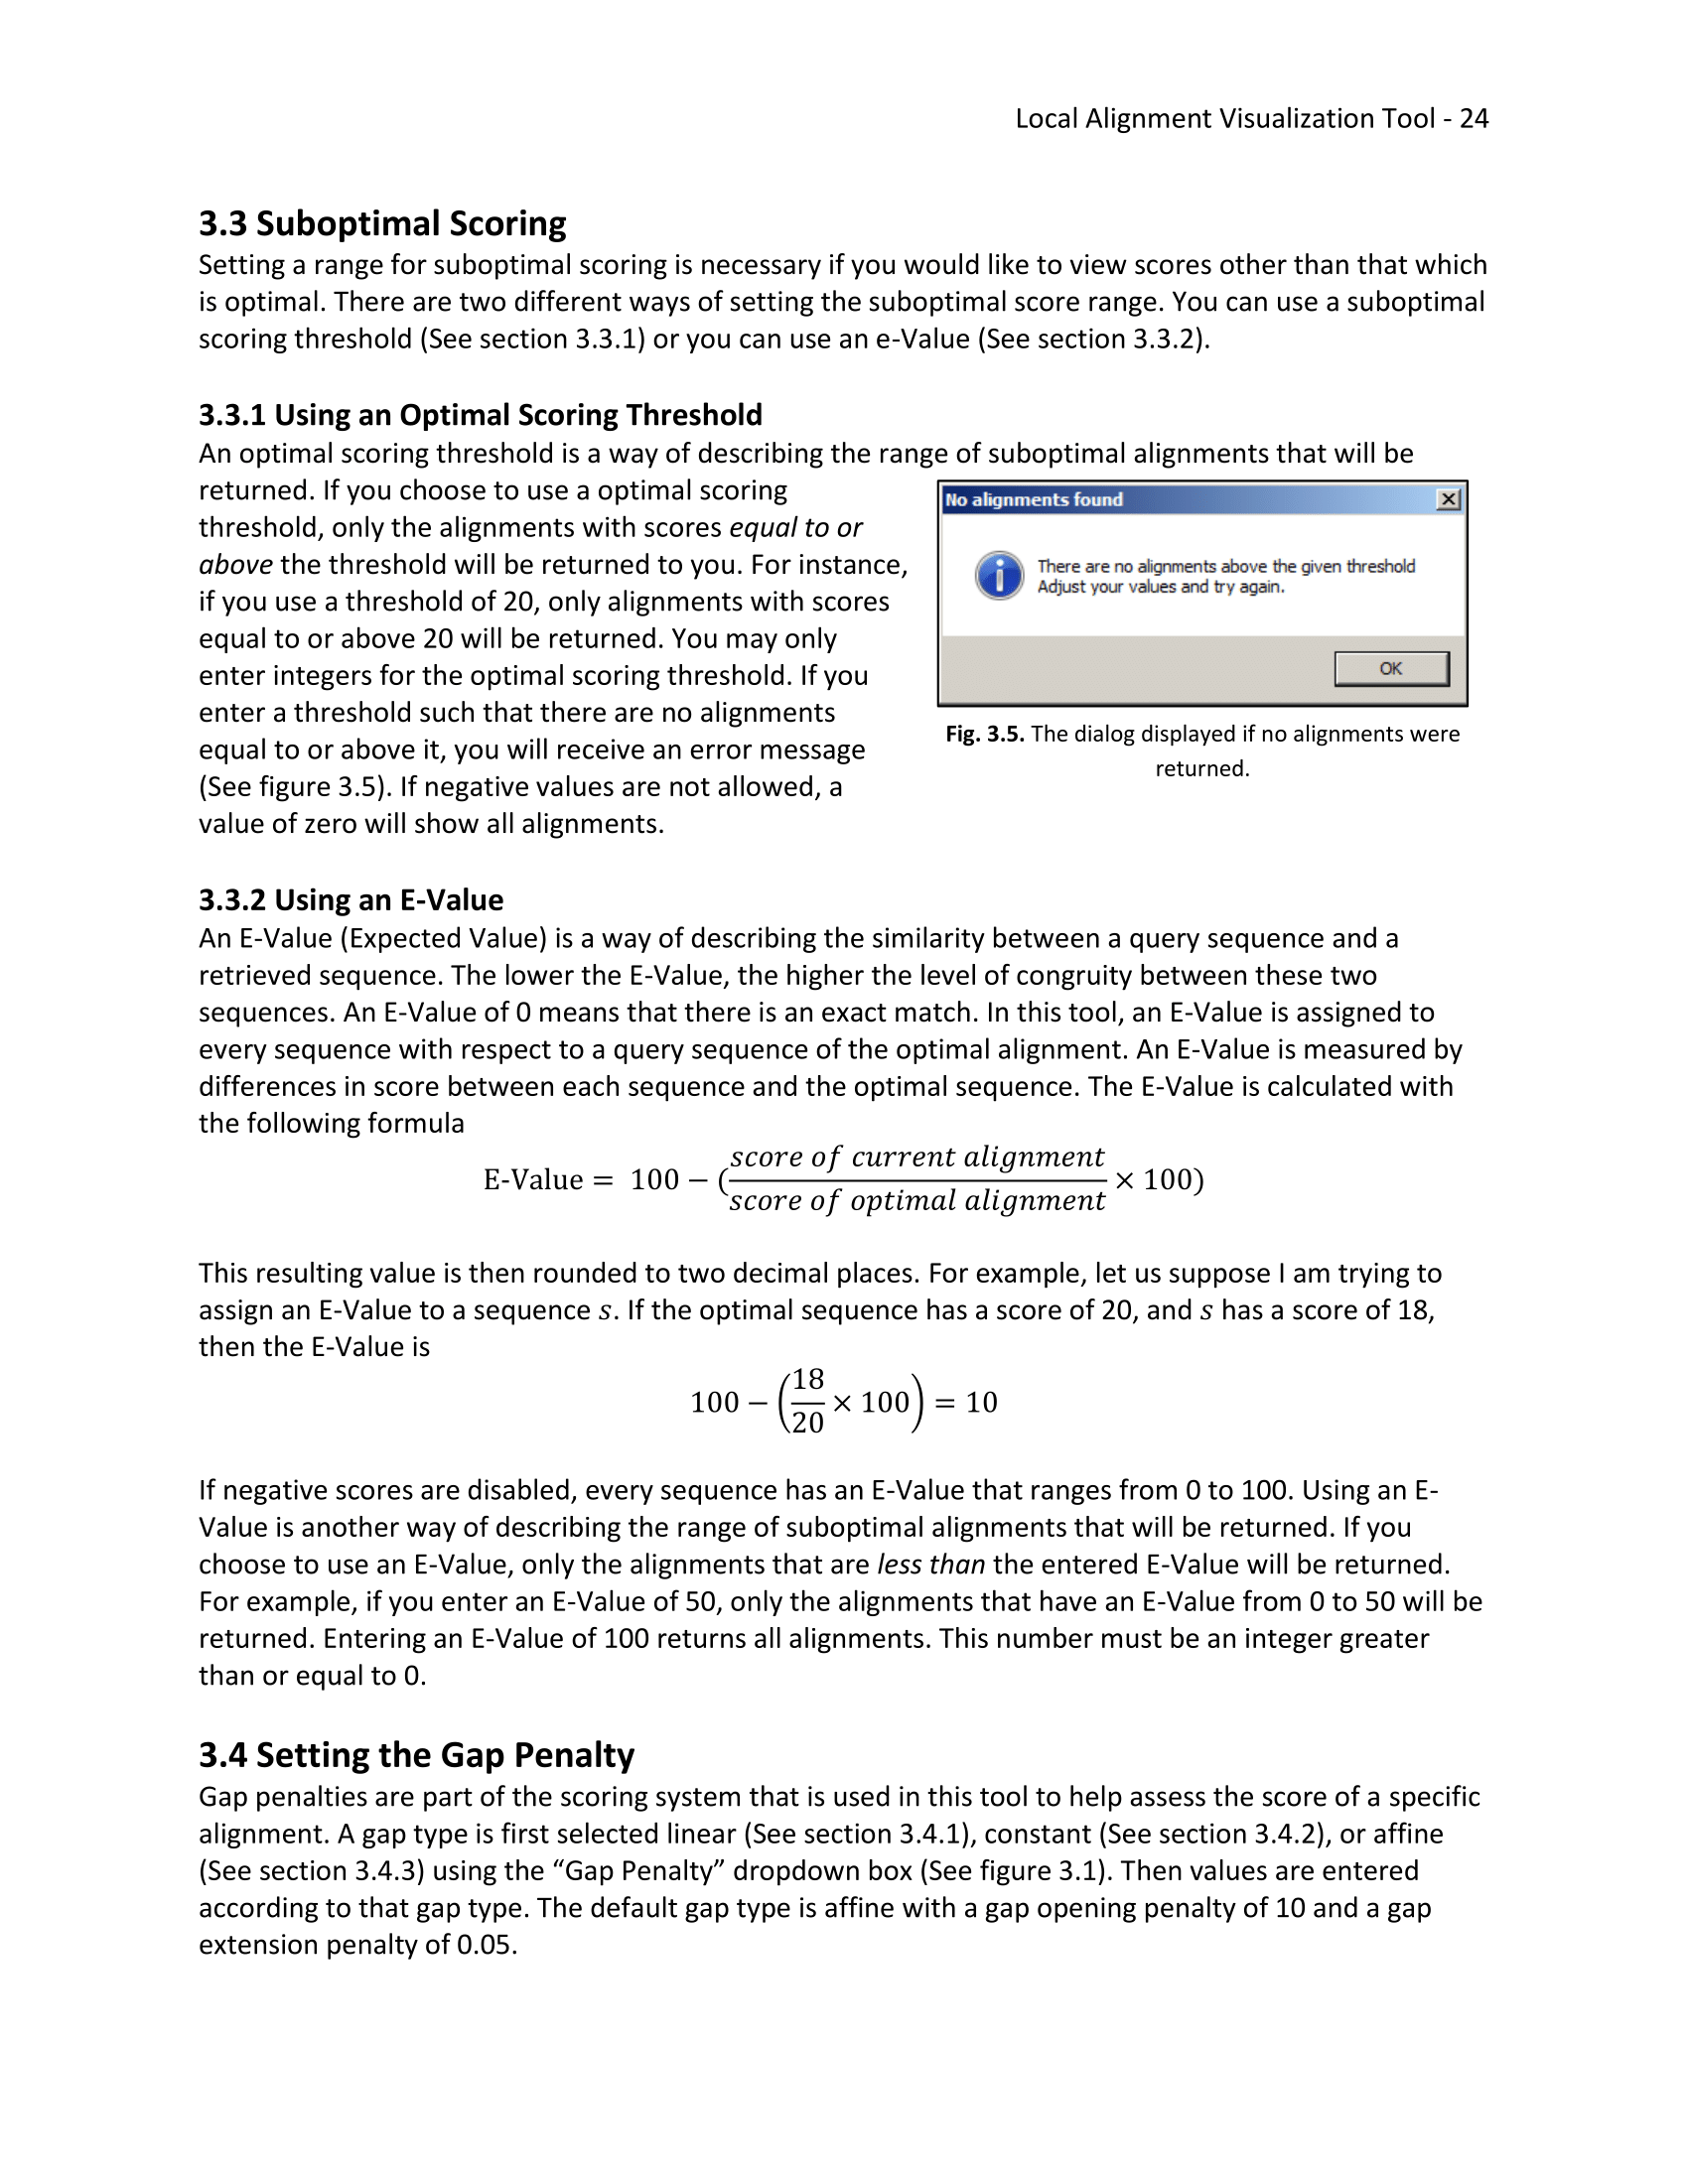 Local Alignment Visualization Tool - 24
3.3 Suboptimal Scoring
Setting a range for suboptimal scoring is necessary if you would like to view scores other than that which
is optimal. There are two different ways of setting the suboptimal score range. You can use a suboptimal
scoring threshold (See section 3.3.1) or you can use an e-Value (See section 3.3.2).
3.3.1 Using an Optimal Scoring Threshold
An optimal scoring threshold is a way of describing the range of suboptimal alignments that will be
returned. If you choose to use a optimal scoring
threshold, only the alignments with scores equal to or
above the threshold will be returned to you. For instance,
if you use a threshold of 20, only alignments with scores
equal to or above 20 will be returned. You may only
enter integers for the optimal scoring threshold. If you
enter a threshold such that there are no alignments
equal to or above it, you will receive an error message
(See figure 3.5). If negative values are not allowed, a
value of zero will show all alignments.
No alignments found
There are no alignments above the given threshold
Adjust your values and try again.
OK
Fig. 3.5. The dialog displayed if no alignments were
returned.
3.3.2 Using an E-Value
An E-Value (Expected Value) is a way of describing the similarity between a query sequence and a
retrieved sequence. The lower the E-Value, the higher the level of congruity between these two
sequences. An E-Value of 0 means that there is an exact match. In this tool, an E-Value is assigned to
every sequence with respect to a query sequence of the optimal alignment. An E-Value is measured by
differences in score between each sequence and the optimal sequence. The E-Value is calculated with
the following formula
E-Value = 100 − (score of current alignment / score of optimal alignment × 100)
This resulting value is then rounded to two decimal places. For example, let us suppose I am trying to
assign an E-Value to a sequence s. If the optimal sequence has a score of 20, and s has a score of 18,
then the E-Value is
100 − (18/20 × 100) = 10
If negative scores are disabled, every sequence has an E-Value that ranges from 0 to 100. Using an E-
Value is another way of describing the range of suboptimal alignments that will be returned. If you
choose to use an E-Value, only the alignments that are less than the entered E-Value will be returned.
For example, if you enter an E-Value of 50, only the alignments that have an E-Value from 0 to 50 will be
returned. Entering an E-Value of 100 returns all alignments. This number must be an integer greater
than or equal to 0.
3.4 Setting the Gap Penalty
Gap penalties are part of the scoring system that is used in this tool to help assess the score of a specific
alignment. A gap type is first selected linear (See section 3.4.1), constant (See section 3.4.2), or affine
(See section 3.4.3) using the “Gap Penalty” dropdown box (See figure 3.1). Then values are entered
according to that gap type. The default gap type is affine with a gap opening penalty of 10 and a gap
extension penalty of 0.05.